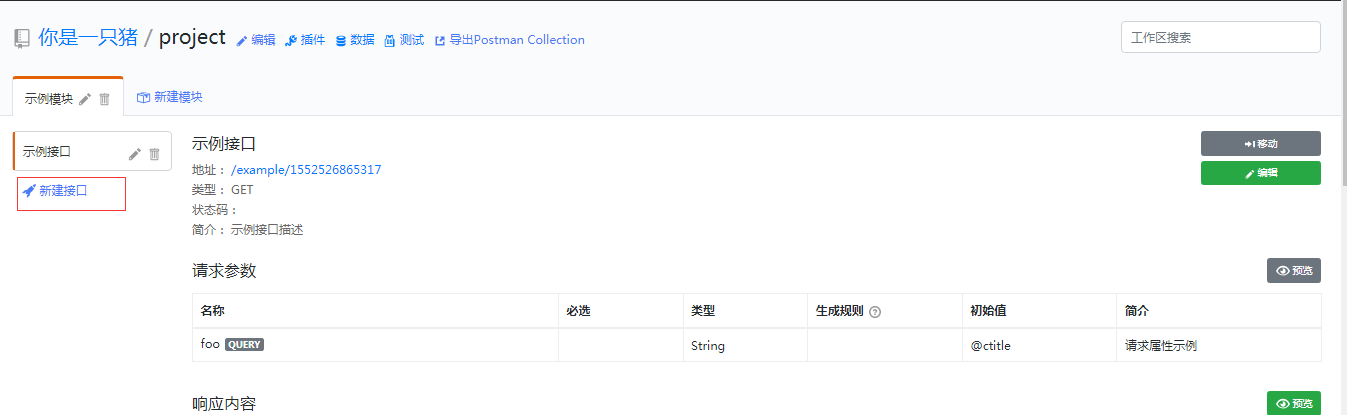 你是一只猪 / project 编辑 插件 数据 测试 导出Postman Collection 工作区搜索
示例模块 新建模块
示例接口
新建接口
示例接口 移动
地址： /example/1552526865317 编辑
类型： GET
状态码：
简介： 示例接口描述
请求参数 预览
名称 必选 类型 生成规则 初始值 简介
foo QUERY String @ctitle 请求属性示例
响应内容 预览